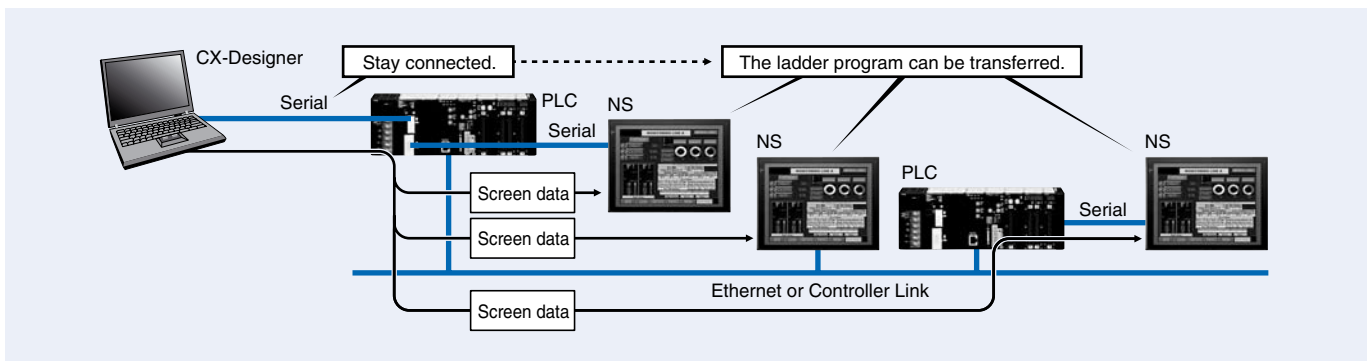 CX-Designer
Stay connected.
The ladder program can be transferred.
Serial
PLC
NS
Serial
NS
NS
PLC
Screen data
Serial
Screen data
Ethernet or Controller Link
Screen data